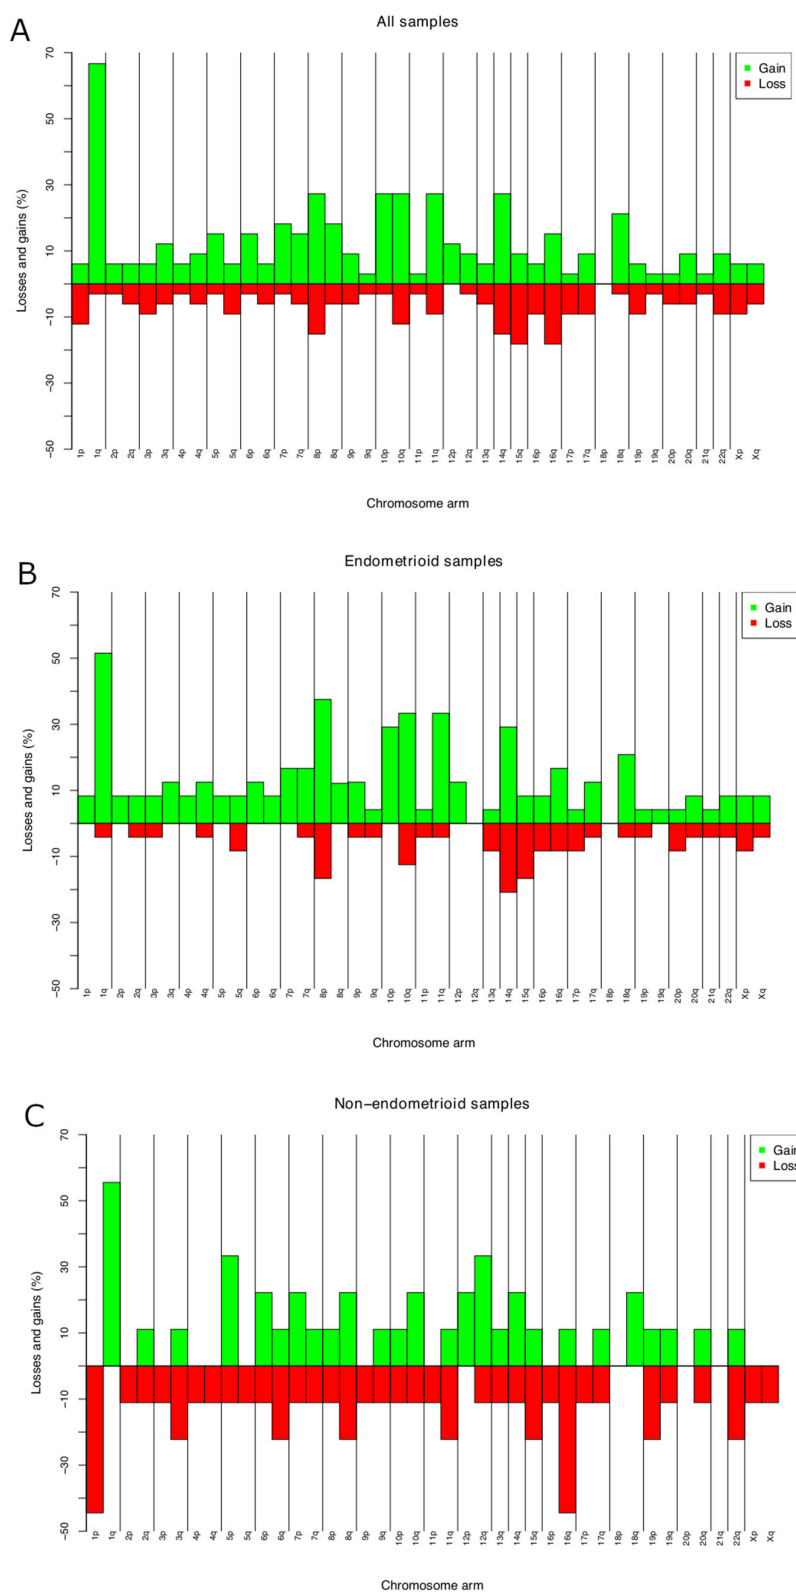 A
All samples
Gain
Loss
Losses and gains (%)
70
50
30
10
−10
−30
−50
1p 1q 2p 2q 3p 3q 4p 4q 5p 5q 6p 6q 7p 7q 8p 8q 9p 9q 10p 10q 11p 11q 12p 12q 13q 14q 15q 16p 16q 17p 17q 18p 18q 19p 19q 20p 20q 21q 22q Xp Xq
Chromosome arm
B
Endometrioid samples
Gain
Loss
Losses and gains (%)
70
50
30
10
−10
−30
−50
1p 1q 2p 2q 3p 3q 4p 4q 5p 5q 6p 6q 7p 7q 8p 8q 9p 9q 10p 10q 11p 11q 12p 12q 13q 14q 15q 16p 16q 17p 17q 18p 18q 19p 19q 20p 20q 21q 22q Xp Xq
Chromosome arm
C
Non−endometrioid samples
Gain
Loss
Losses and gains (%)
70
50
30
10
−10
−30
−50
1p 1q 2p 2q 3p 3q 4p 4q 5p 5q 6p 6q 7p 7q 8p 8q 9p 9q 10p 10q 11p 11q 12p 12q 13q 14q 15q 16p 16q 17p 17q 18p 18q 19p 19q 20p 20q 21q 22q Xp Xq
Chromosome arm